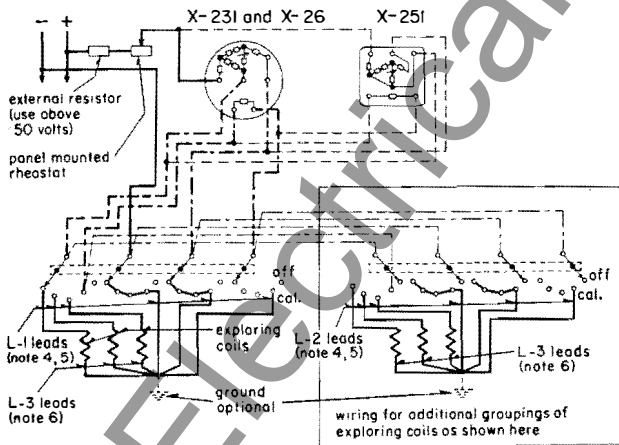 X-231 and X-26
X-251
- +
external resistor
(use above
50 volts)
panel mounted
rheostat
off
cal.
off
cal.
L-1 leads
(note 4,5)
exploring
coils
L-2 leads
(note 4,5)
L-3 leads
(note 6)
L-3 leads
(note 6)
ground
optional
wiring for additional groupings of
exploring coils as shown here
Electrical